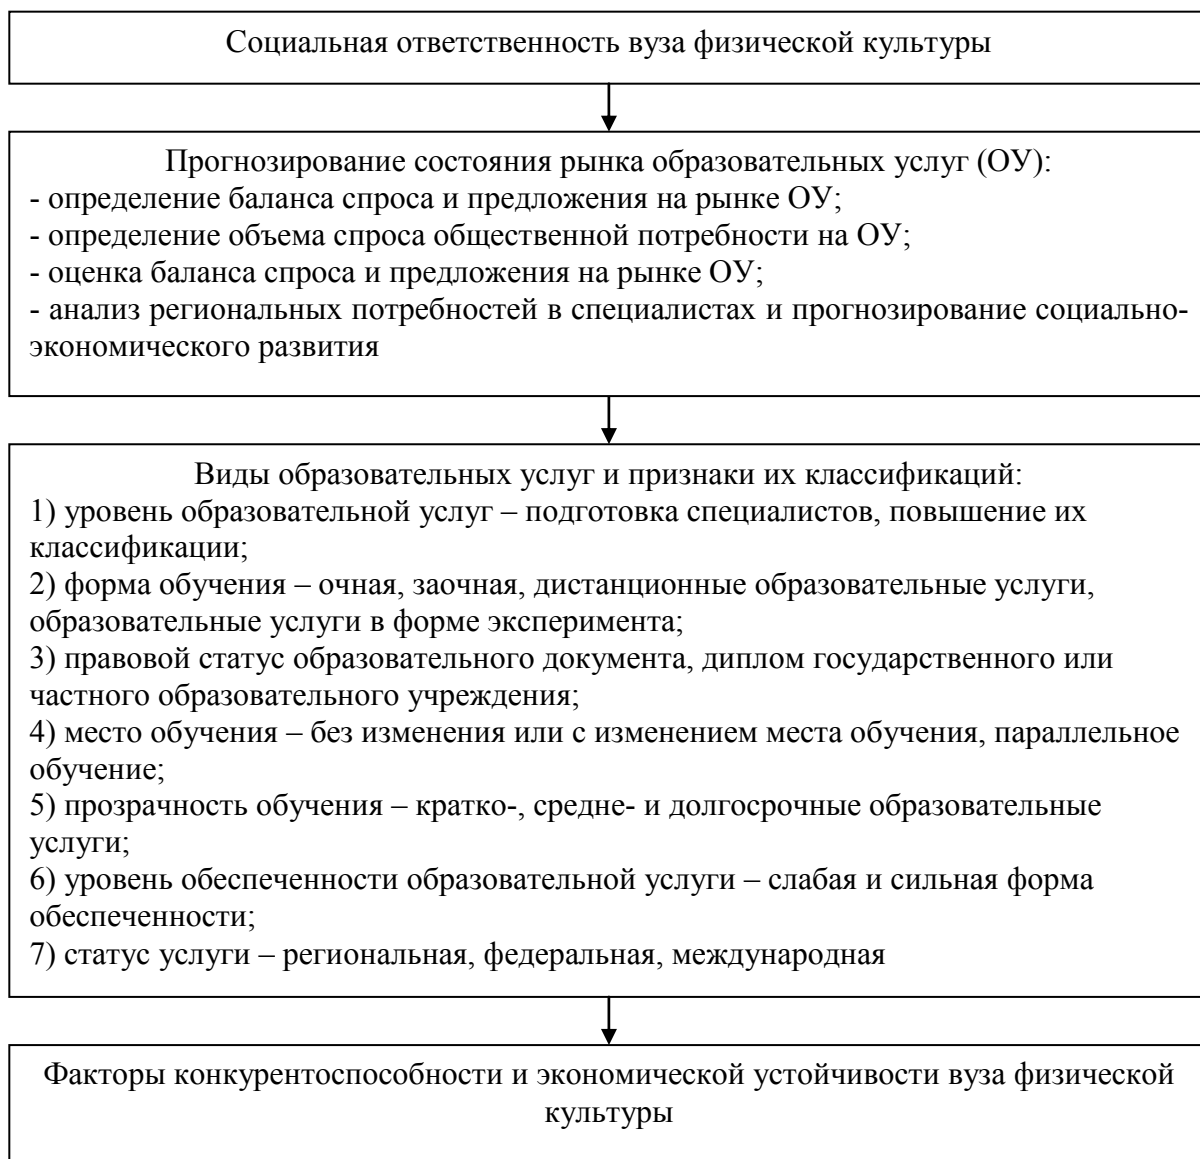 Социальная ответственность вуза физической культуры
Прогнозирование состояния рынка образовательных услуг (ОУ):
- определение баланса спроса и предложения на рынке ОУ;
- определение объема спроса общественной потребности на ОУ;
- оценка баланса спроса и предложения на рынке ОУ;
- анализ региональных потребностей в специалистах и прогнозирование социально-
экономического развития
Виды образовательных услуг и признаки их классификаций:
1) уровень образовательной услуг – подготовка специалистов, повышение их
классификации;
2) форма обучения – очная, заочная, дистанционные образовательные услуги,
образовательные услуги в форме эксперимента;
3) правовой статус образовательного документа, диплом государственного или
частного образовательного учреждения;
4) место обучения – без изменения или с изменением места обучения, параллельное
обучение;
5) прозрачность обучения – кратко-, средне- и долгосрочные образовательные
услуги;
6) уровень обеспеченности образовательной услуги – слабая и сильная форма
обеспеченности;
7) статус услуги – региональная, федеральная, международная
Факторы конкурентоспособности и экономической устойчивости вуза физической
культуры